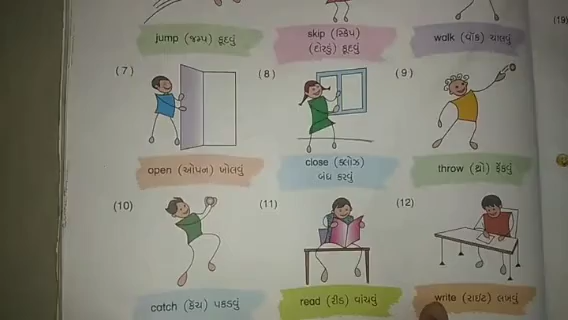 jump (જમ્પ) કૂદવું
skip (સ્કિપ)
(દોરડું) કૂદવું
walk (વૉક) ચાલવું
(19)
(7)
(8)
(9)
open (ઓપન) ખોલવું
close (ક્લોઝ)
બંધ કરવું
throw (થ્રો) ફેંકવું
(10)
(11)
(12)
catch (કેચ) પકડવું
read (રીડ) વાંચવું
write (રાઇટ) લખવું